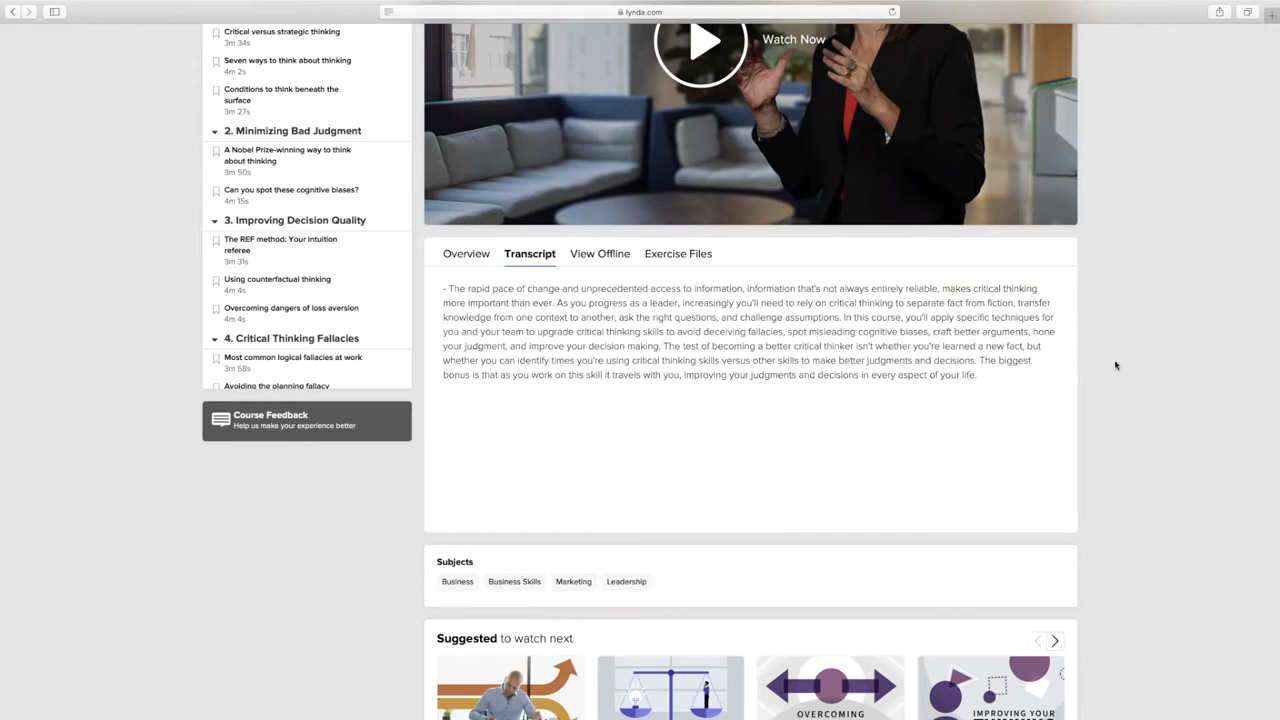 lynda.com
Critical versus strategic thinking
3m 34s
Seven ways to think about thinking
4m 2s
Conditions to think beneath the
surface
3m 27s
2. Minimizing Bad Judgment
A Nobel Prize-winning way to think
about thinking
3m 50s
Can you spot these cognitive biases?
4m 15s
3. Improving Decision Quality
The REF method: Your intuition
referee
3m 31s
Using counterfactual thinking
4m 4s
Overcoming dangers of loss aversion
4m 4s
4. Critical Thinking Fallacies
Most common logical fallacies at work
3m 58s
Avoiding the planning fallacy
Course Feedback
Help us make your experience better
Watch Now
Overview Transcript View Offline Exercise Files
- The rapid pace of change and unprecedented access to information, information that's not always entirely reliable, makes critical thinking
more important than ever. As you progress as a leader, increasingly you'll need to rely on critical thinking to separate fact from fiction, transfer
knowledge from one context to another, ask the right questions, and challenge assumptions. In this course, you'll apply specific techniques for
you and your team to upgrade critical thinking skills to avoid deceiving fallacies, spot misleading cognitive biases, craft better arguments, hone
your judgment, and improve your decision making. The test of becoming a better critical thinker isn't whether you're learned a new fact, but
whether you can identify times you're using critical thinking skills versus other skills to make better judgments and decisions. The biggest
bonus is that as you work on this skill it travels with you, improving your judgments and decisions in every aspect of your life.
Subjects
Business Business Skills Marketing Leadership
Suggested to watch next
OVERCOMING
IMPROVING YOUR